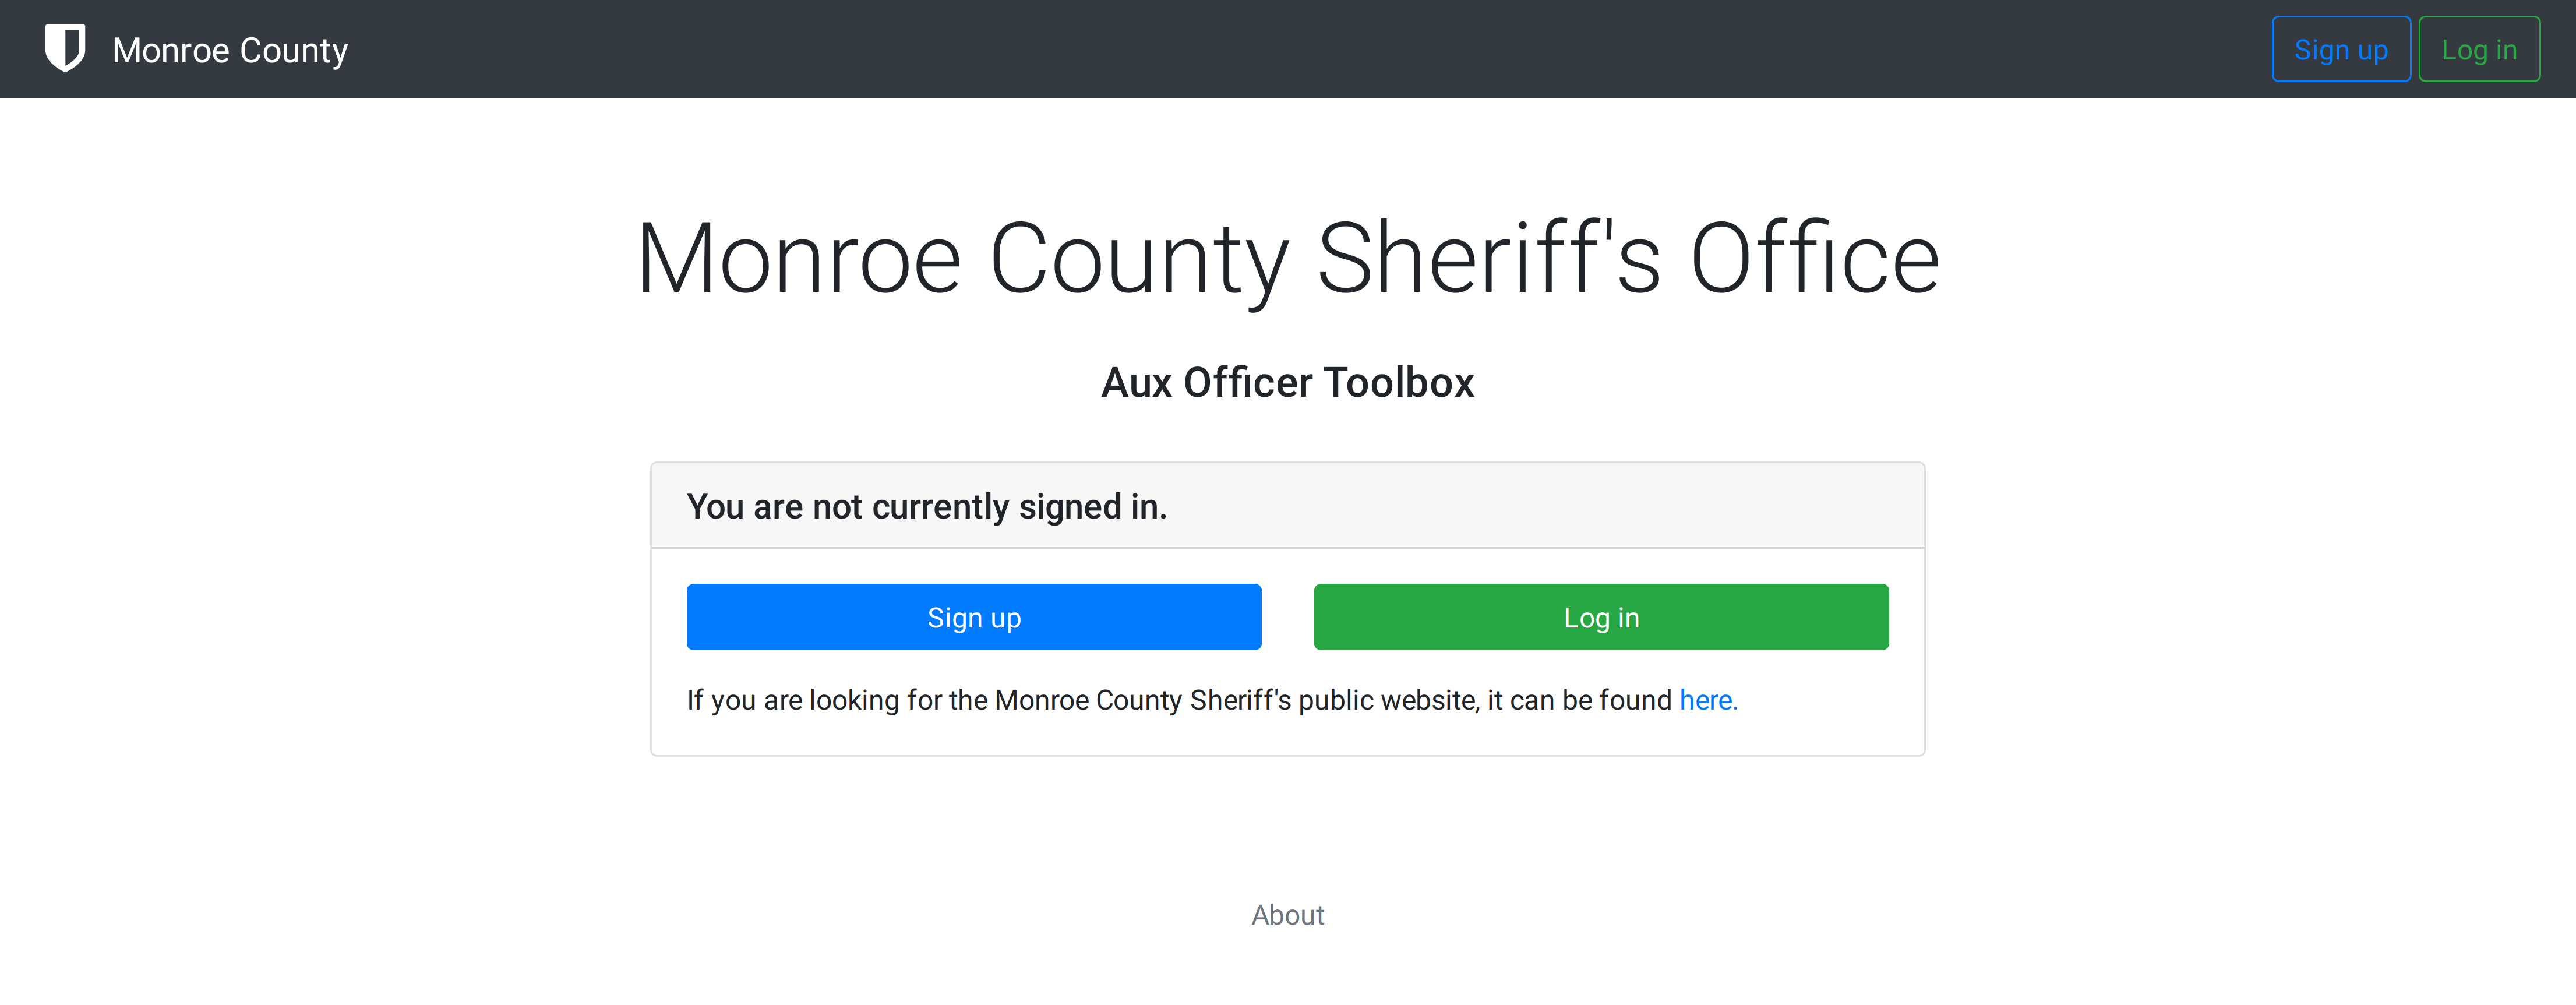 Monroe County
Sign up
Log in
Monroe County Sheriff's Office
Aux Officer Toolbox
You are not currently signed in.
Sign up
Log in
If you are looking for the Monroe County Sheriff's public website, it can be found here.
About